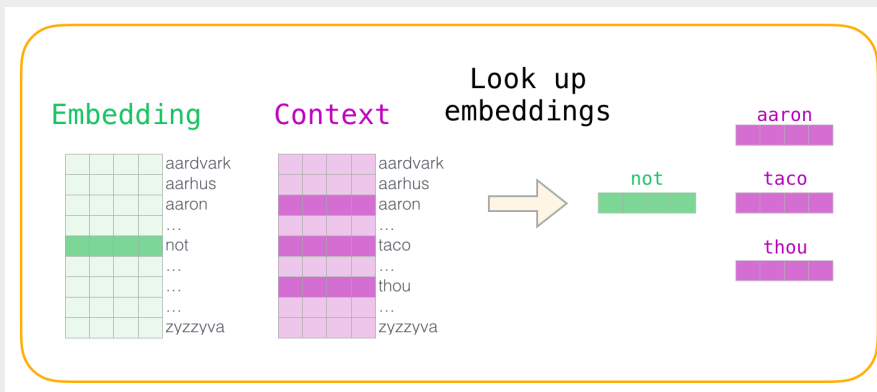 Look up
embeddings
Embedding
Context
aardvark
aarhus
aaron
...
not
...
...
...
zyzzyva
aardvark
aarhus
aaron
...
taco
...
thou
...
zyzzyva
not
aaron
taco
thou